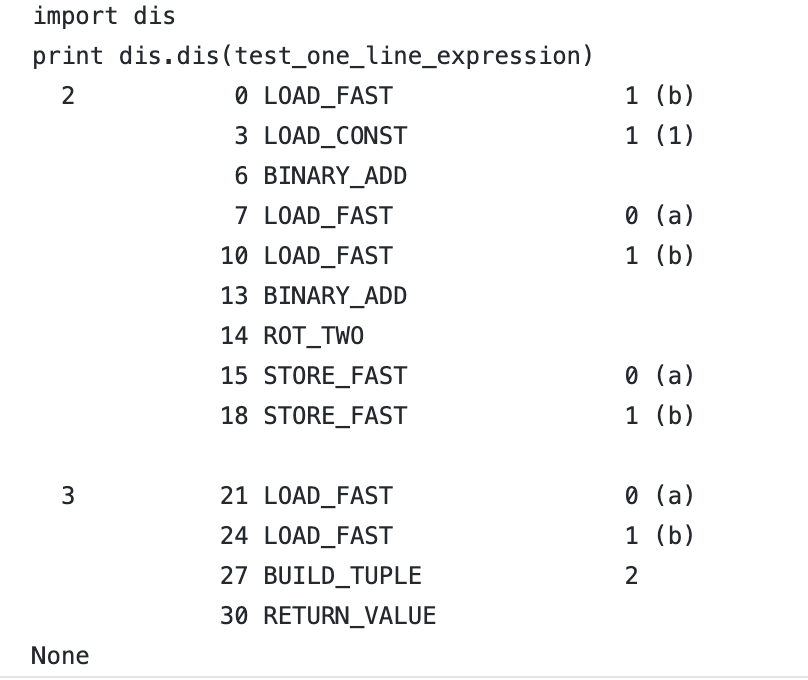 import dis
print dis.dis(test_one_line_expression)
  2           0 LOAD_FAST                1 (b)
              3 LOAD_CONST               1 (1)
              6 BINARY_ADD
              7 LOAD_FAST                0 (a)
             10 LOAD_FAST                1 (b)
             13 BINARY_ADD
             14 ROT_TWO
             15 STORE_FAST               0 (a)
             18 STORE_FAST               1 (b)

  3          21 LOAD_FAST                0 (a)
             24 LOAD_FAST                1 (b)
             27 BUILD_TUPLE              2
             30 RETURN_VALUE
None